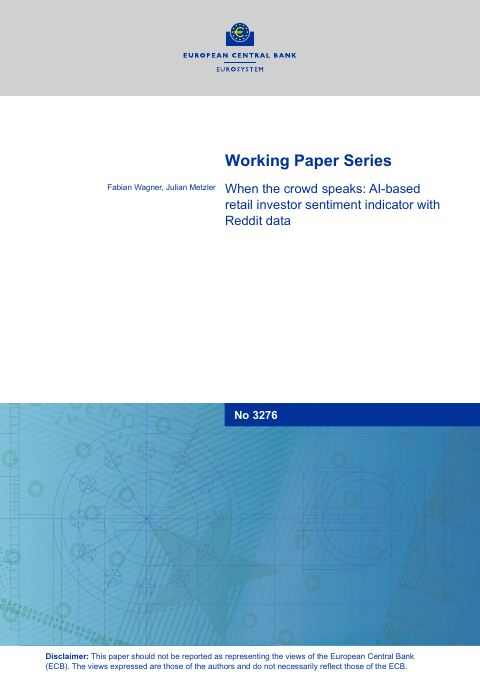 EUROPEAN CENTRAL BANK
EUROSYSTEM
Working Paper Series
Fabian Wagner, Julian Metzler
When the crowd speaks: AI-based
retail investor sentiment indicator with
Reddit data
No 3276
Disclaimer: This paper should not be reported as representing the views of the European Central Bank
(ECB). The views expressed are those of the authors and do not necessarily reflect those of the ECB.